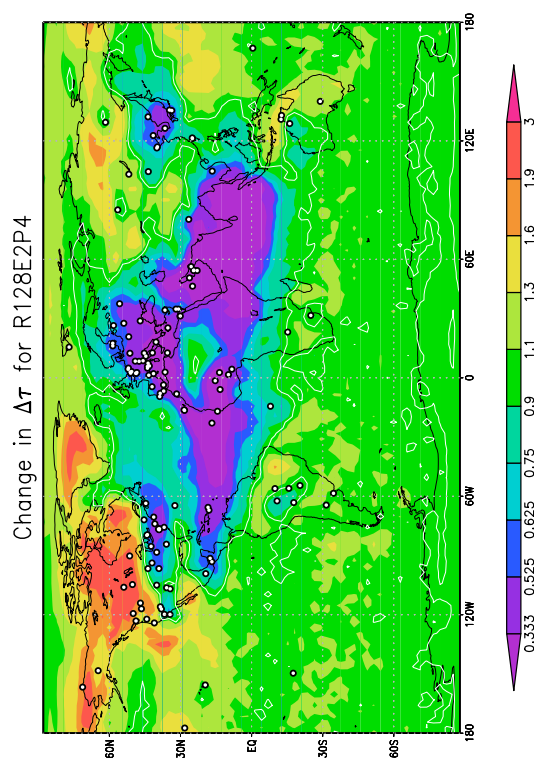 Change in Δτ for R128E2P4
180
120E
60E
0
60W
120W
180
60N
30N
EQ
30S
60S
3
1.9
1.6
1.3
1.1
0.9
0.75
0.625
0.525
0.333